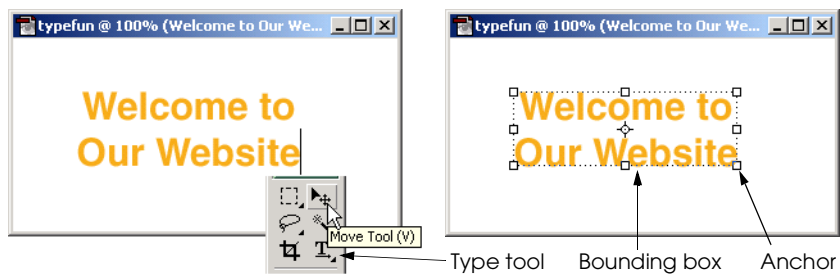 typefun @ 100% (Welcome to Our We...
Welcome to
Our Website
Move Tool (V)
Type tool
typefun @ 100% (Welcome to Our We...
Welcome to
Our Website
Bounding box
Anchor